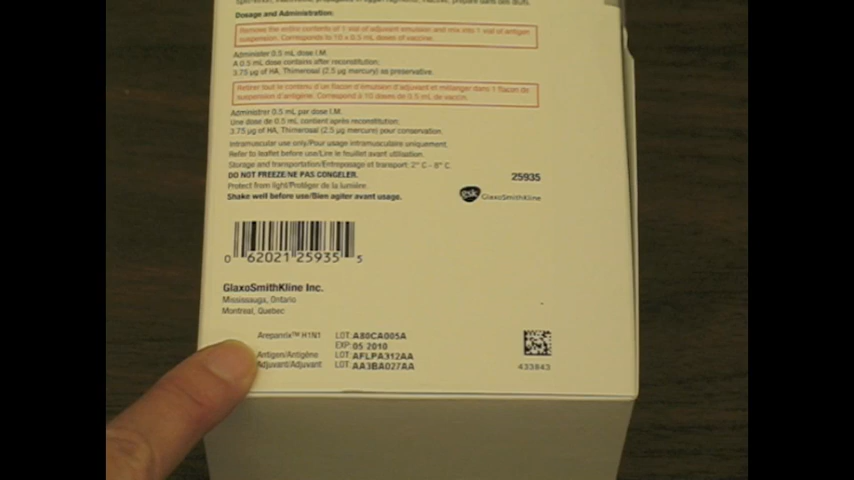 Dosage and Administration:
Remove the entire contents of 1 vial of adjuvant emulsion and mix into 1 vial of antigen
suspension. Corresponds to 10 x 0.5 mL doses of vaccine.
Administer 0.5 mL dose I.M.
A 0.5 mL dose contains after reconstitution:
3.75 µg of HA, Thimerosal (2.5 µg mercury) as preservative.
Retirer tout le contenu d'un flacon d'émulsion d'adjuvant et mélanger dans 1 flacon de
suspension d'antigène. Correspond à 10 doses de 0.5 mL de vaccin.
Administrer 0.5 mL par dose I.M.
Une dose de 0.5 mL contient après reconstitution:
3.75 µg of HA, Thimerosal (2.5 µg mercury) pour conservation.
Intramuscular use only/Pour usage intramusculaire uniquement.
Refer to leaflet before use/Lire le feuillet avant utilisation.
Storage and transportation/Entreposage et transport: 2° C - 8° C.
DO NOT FREEZE/NE PAS CONGELER.
Protect from light/Protéger de la lumière
Shake well before use/Bien agiter avant usage.
25935
gsk GlaxoSmithKline
0 62021 25935 5
GlaxoSmithKline Inc.
Mississauga, Ontario
Montreal, Quebec
Arepanrix™ H1N1 LOT: A80CA005A
EXP: 05 2010
Antigen/Antigène LOT: AFLPA312AA
Adjuvant/Adjuvant LOT: AA3BA027AA
433843